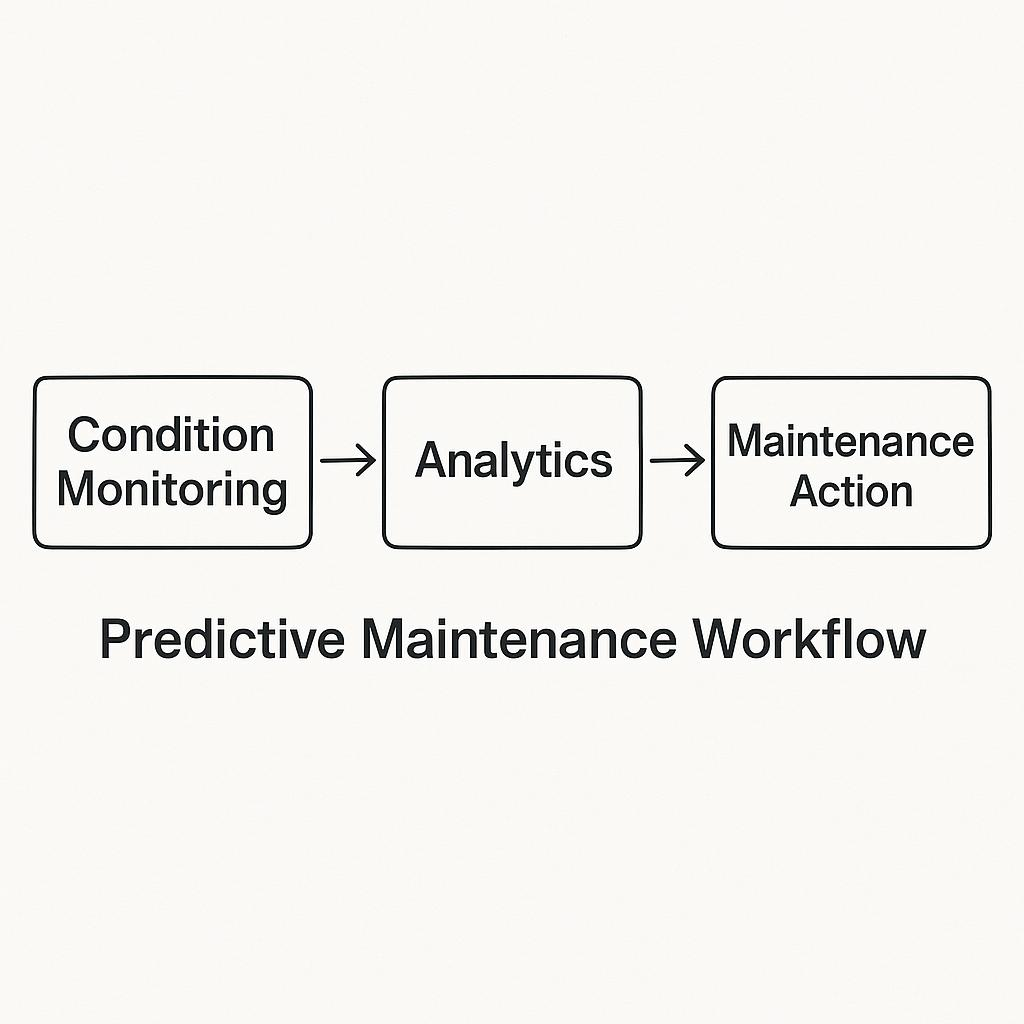 Condition
Monitoring
Analytics
Maintenance
Action
Predictive Maintenance Workflow